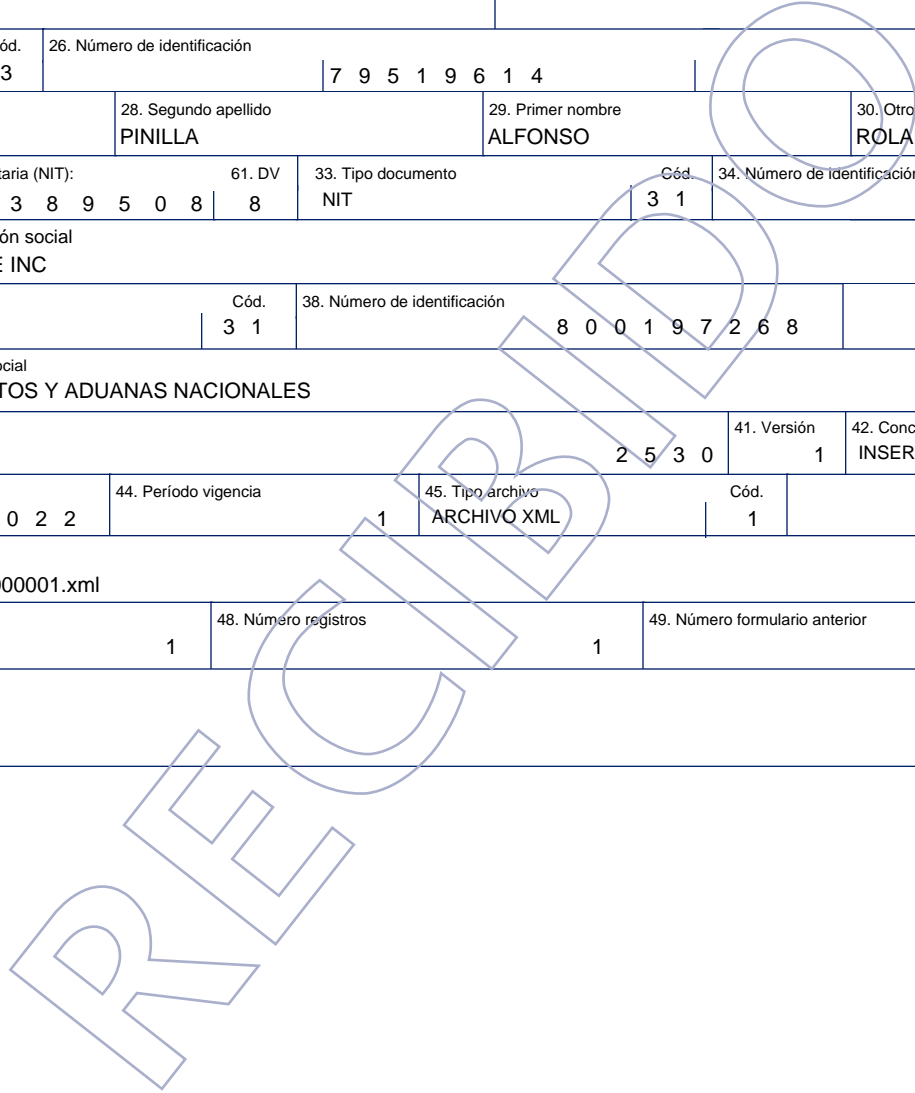 ód. 26. Número de identificación
3 7 9 5 1 9 6 1 4
28. Segundo apellido 29. Primer nombre 30. Otro
PINILLA ALFONSO ROLA
taria (NIT): 61. DV 33. Tipo documento Cód. 34. Número de identificación
3 8 9 5 0 8 8 NIT 3 1
ón social
E INC
Cód. 38. Número de identificación
3 1 8 0 0 1 9 7 2 6 8
ocial
TOS Y ADUANAS NACIONALES
41. Versión 42. Conc
2 5 3 0 1 INSER
44. Período vigencia 45. Tipo archivo Cód.
0 2 2 1 ARCHIVO XML 1
000001.xml
48. Número registros 49. Número formulario anterior
1 1
RECIBIDO